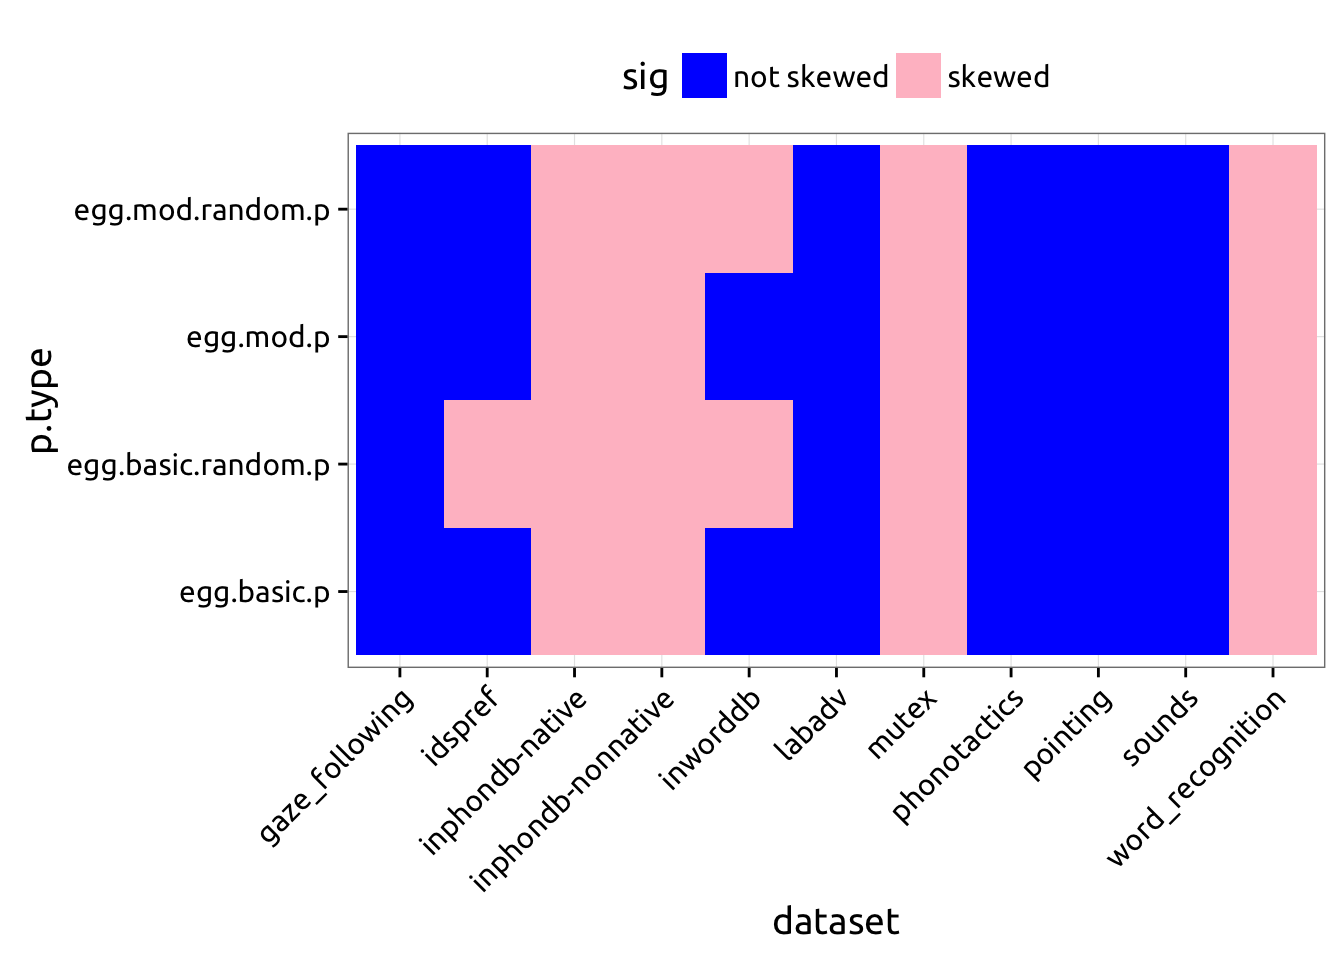 sig not skewed skewed
egg.mod.random.p
egg.mod.p
egg.basic.random.p
egg.basic.p
p.type
gaze_following
idspref
inphondb-native
inphondb-nonnative
inworddb
labadv
mutex
phonotactics
pointing
sounds
word_recognition
dataset